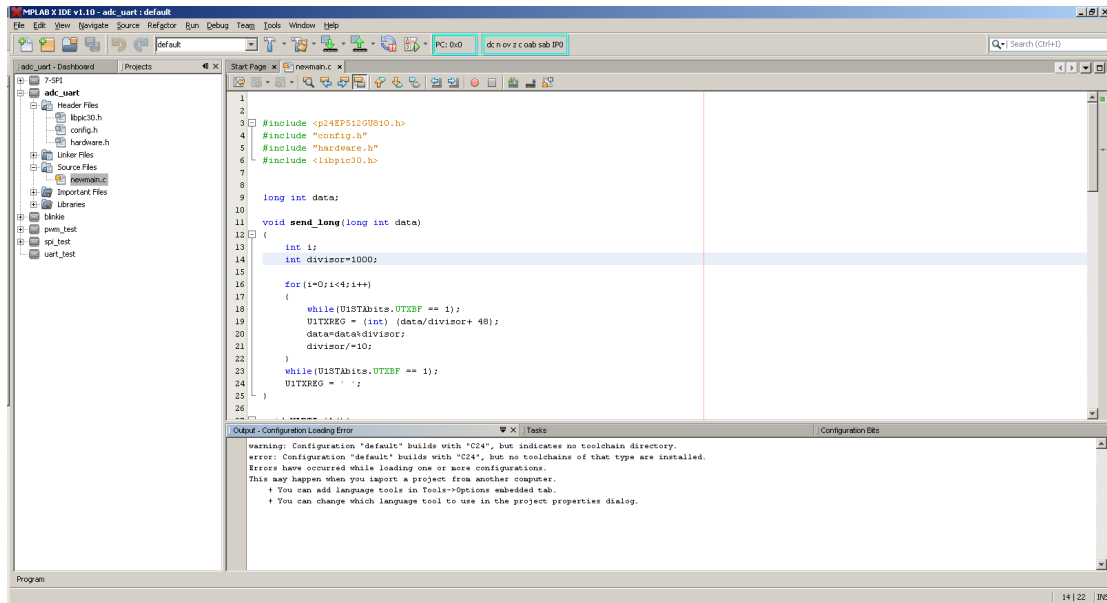 MPLAB X IDE v1.10 - adc_uart : default
File Edit View Navigate Source Refactor Run Debug Team Tools Window Help
default
PC: 0x0
dc n ov z c oab sab IP0
Search (Ctrl+I)
adc_uart - Dashboard
Projects
7-SPI
adc_uart
Header Files
libpic30.h
config.h
hardware.h
Linker Files
Source Files
newmain.c
Important Files
Libraries
blinkie
pwm_test
spi_test
uart_test
Start Page
newmain.c
1
2
3 #include <p24EP512GU810.h>
4 #include "config.h"
5 #include "hardware.h"
6 #include <libpic30.h>
7
8
9 long int data;
10
11 void send_long(long int data)
12 {
13 int i;
14 int divisor=1000;
15
16 for(i=0;i<4;i++)
17 {
18 while(U1STAbits.UTXBF == 1);
19 U1TXREG = (int) (data/divisor+ 48);
20 data=data%divisor;
21 divisor/=10;
22 }
23 while(U1STAbits.UTXBF == 1);
24 U1TXREG = ' ';
25 }
26
Output - Configuration Loading Error
Tasks
Configuration Bits
warning: Configuration "default" builds with "C24", but indicates no toolchain directory.
error: Configuration "default" builds with "C24", but no toolchains of that type are installed.
Errors have occurred while loading one or more configurations.
This may happen when you import a project from another computer.
+ You can add language tools in Tools->Options embedded tab.
+ You can change which language tool to use in the project properties dialog.
Program
14 | 22 INS